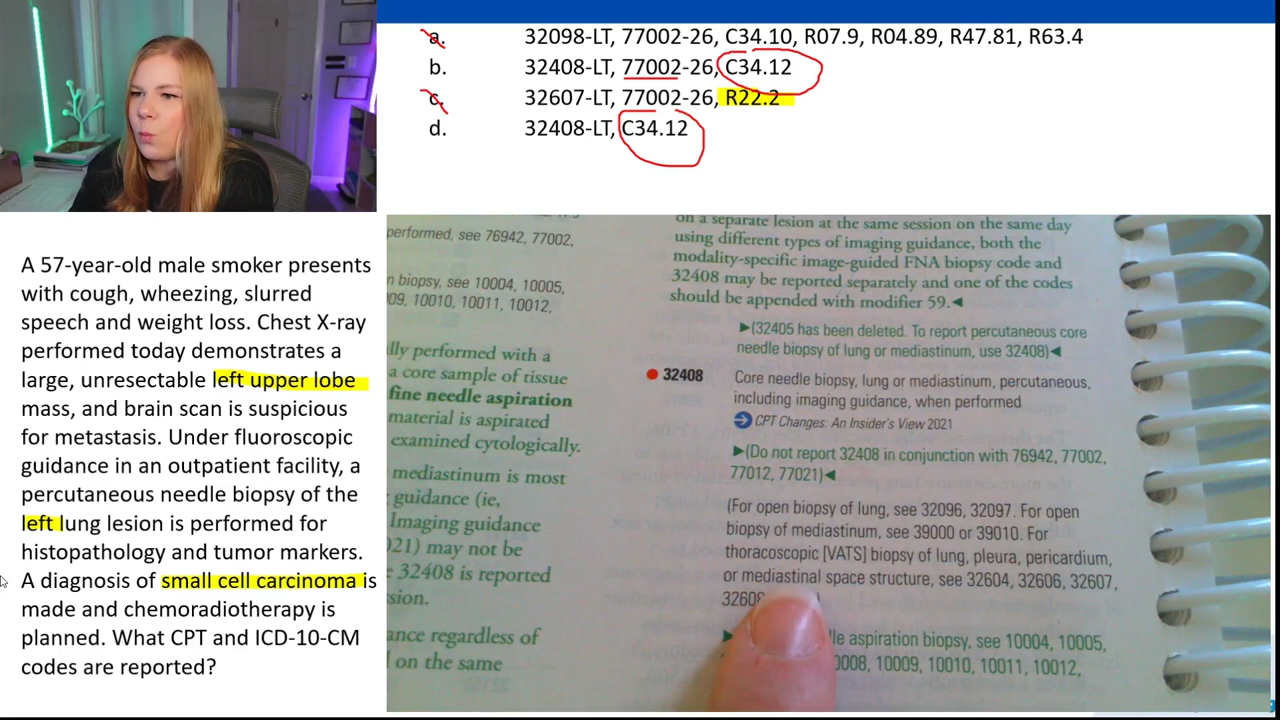 a. 32098-LT, 77002-26, C34.10, R07.9, R04.89, R47.81, R63.4
b. 32408-LT, 77002-26, C34.12
c. 32607-LT, 77002-26, R22.2
d. 32408-LT, C34.12
A 57-year-old male smoker presents
with cough, wheezing, slurred
speech and weight loss. Chest X-ray
performed today demonstrates a
large, unresectable left upper lobe
mass, and brain scan is suspicious
for metastasis. Under fluoroscopic
guidance in an outpatient facility, a
percutaneous needle biopsy of the
left lung lesion is performed for
histopathology and tumor markers.
A diagnosis of small cell carcinoma is
made and chemoradiotherapy is
planned. What CPT and ICD-10-CM
codes are reported?
performed, see 76942, 77002,
n biopsy, see 10004, 10005,
09, 10010, 10011, 10012,
lly performed with a
a core sample of tissue
fine needle aspiration
material is aspirated
examined cytologically.
mediastinum is most
guidance (ie,
Imaging guidance
021) may not be
32408 is reported
sion.
ance regardless of
on the same
on a separate lesion at the same session on the same day
using different types of imaging guidance, both the
modality-specific image-guided FNA biopsy code and
32408 may be reported separately and one of the codes
should be appended with modifier 59.◄
►(32405 has been deleted. To report percutaneous core
needle biopsy of lung or mediastinum, use 32408)◄
● 32408 Core needle biopsy, lung or mediastinum, percutaneous,
including imaging guidance, when performed
CPT Changes: An Insider's View 2021
►(Do not report 32408 in conjunction with 76942, 77002,
77012, 77021)◄
(For open biopsy of lung, see 32096, 32097. For open
biopsy of mediastinum, see 39000 or 39010. For
thoracoscopic [VATS] biopsy of lung, pleura, pericardium,
or mediastinal space structure, see 32604, 32606, 32607,
3260
le aspiration biopsy, see 10004, 10005,
0008, 10009, 10010, 10011, 10012,